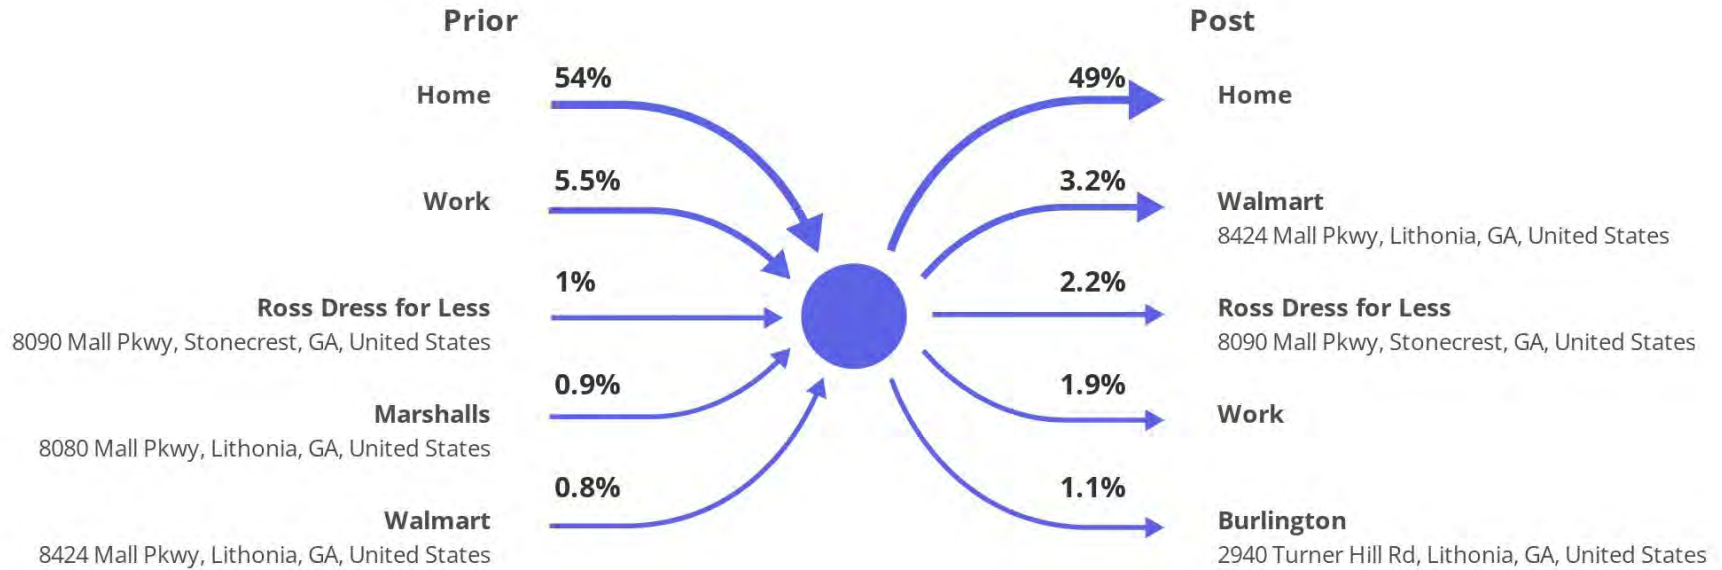 Prior
Post
54%
Home
5.5%
Work
1%
Ross Dress for Less
8090 Mall Pkwy, Stonecrest, GA, United States
0.9%
Marshalls
8080 Mall Pkwy, Lithonia, GA, United States
0.8%
Walmart
8424 Mall Pkwy, Lithonia, GA, United States
49%
Home
3.2%
Walmart
8424 Mall Pkwy, Lithonia, GA, United States
2.2%
Ross Dress for Less
8090 Mall Pkwy, Stonecrest, GA, United States
1.9%
Work
1.1%
Burlington
2940 Turner Hill Rd, Lithonia, GA, United States